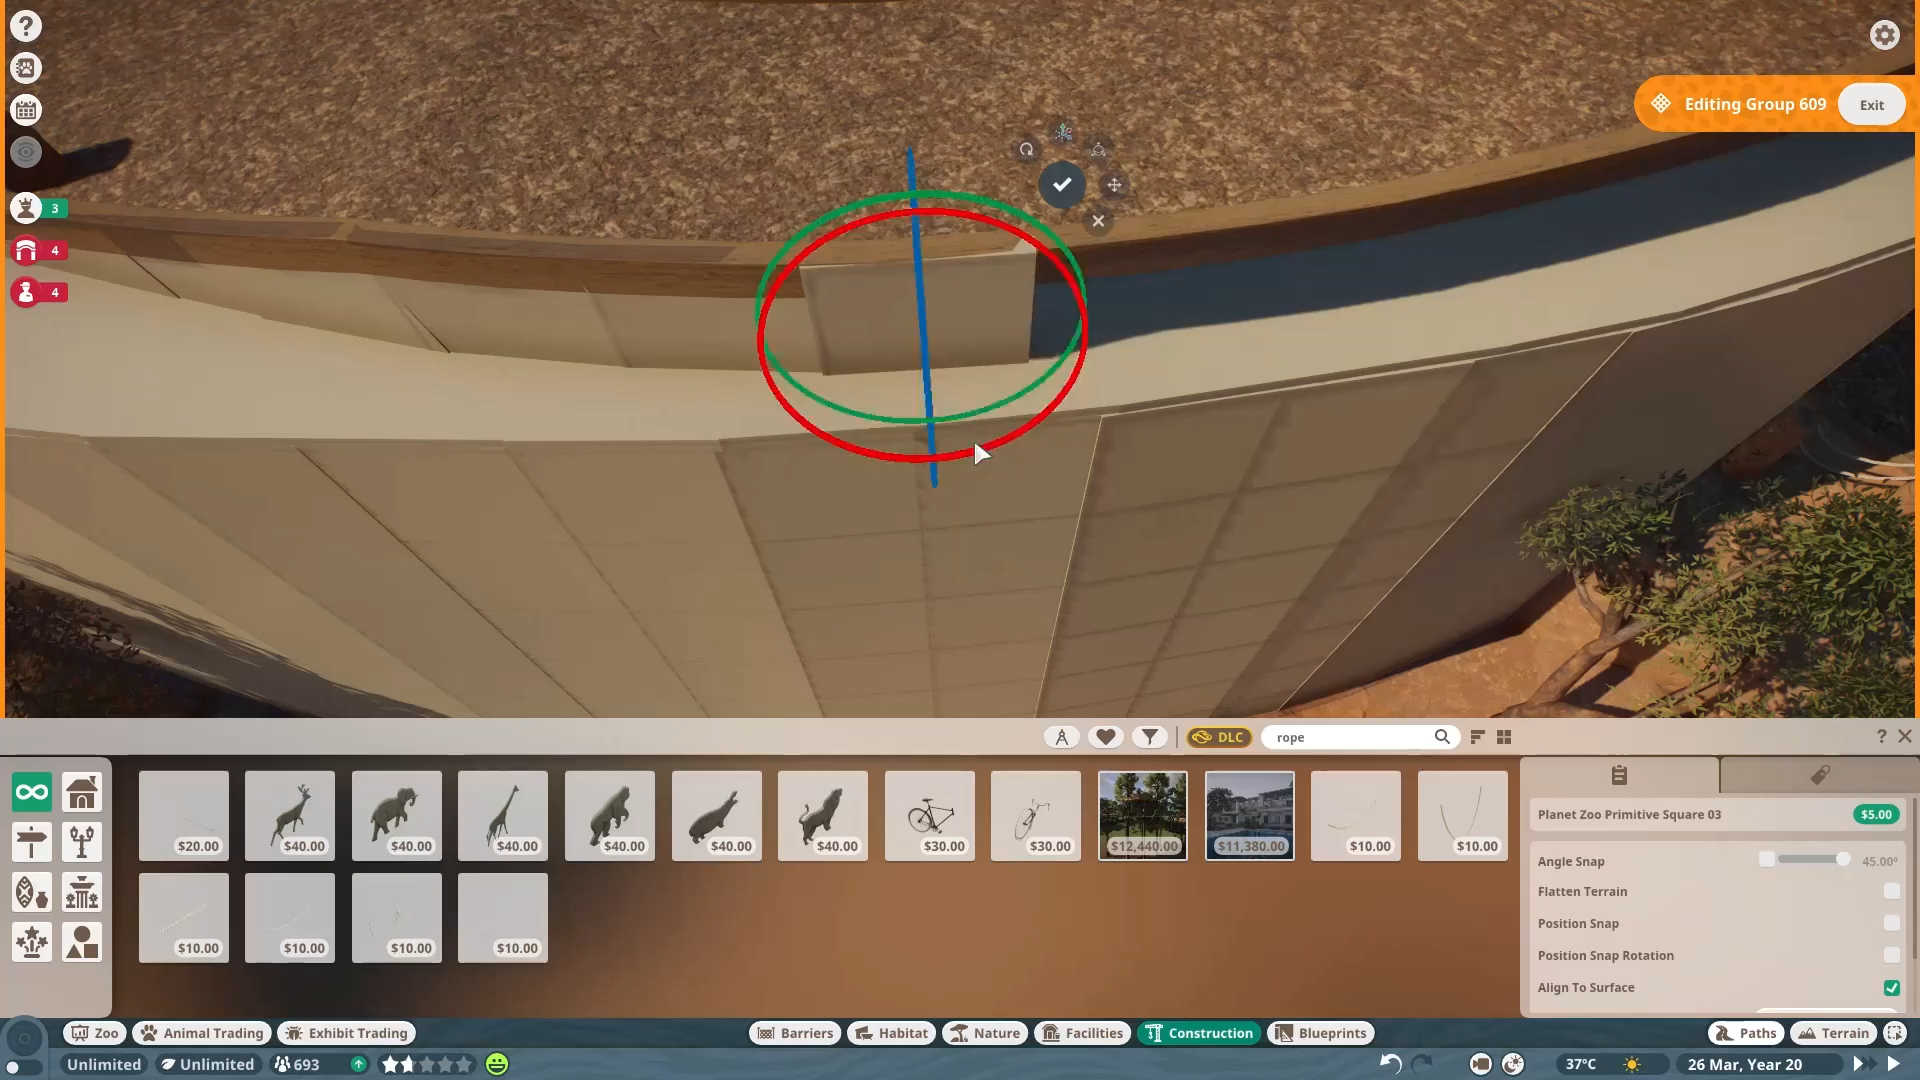 ?
Editing Group 609 Exit
3
4
4
DLC rope ?
$20.00 $40.00 $40.00 $40.00 $40.00 $40.00 $40.00 $30.00 $30.00 $12,440.00 $11,380.00 $10.00 $10.00
$10.00 $10.00 $10.00 $10.00
Planet Zoo Primitive Square 03 $5.00
Angle Snap 45.00°
Flatten Terrain
Position Snap
Position Snap Rotation
Align To Surface
Zoo Animal Trading Exhibit Trading Barriers Habitat Nature Facilities Construction Blueprints Paths Terrain
Unlimited Unlimited 693 37°C 26 Mar, Year 20